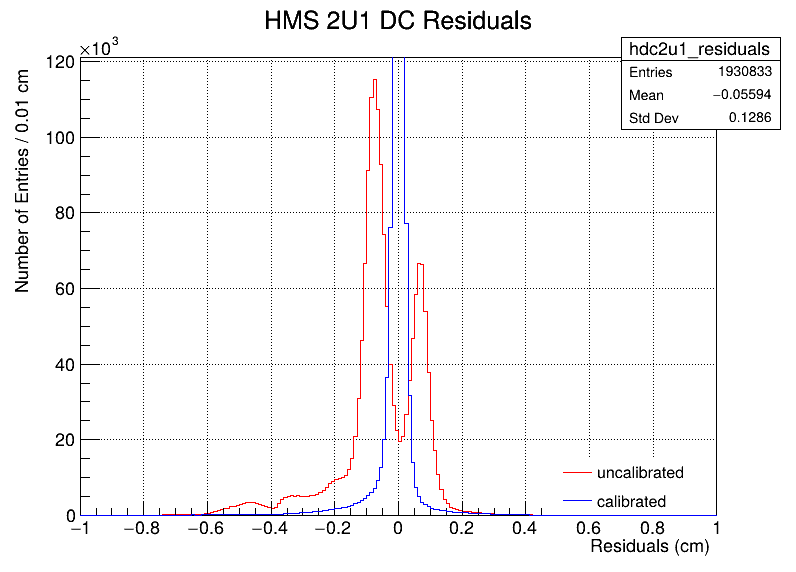 HMS 2U1 DC Residuals
hdc2u1_residuals
Entries 1930833
Mean −0.05594
Std Dev 0.1286
×10³
Number of Entries / 0.01 cm
120
100
80
60
40
20
0
−1 −0.8 −0.6 −0.4 −0.2 0 0.2 0.4 0.6 0.8 1
Residuals (cm)
uncalibrated
calibrated